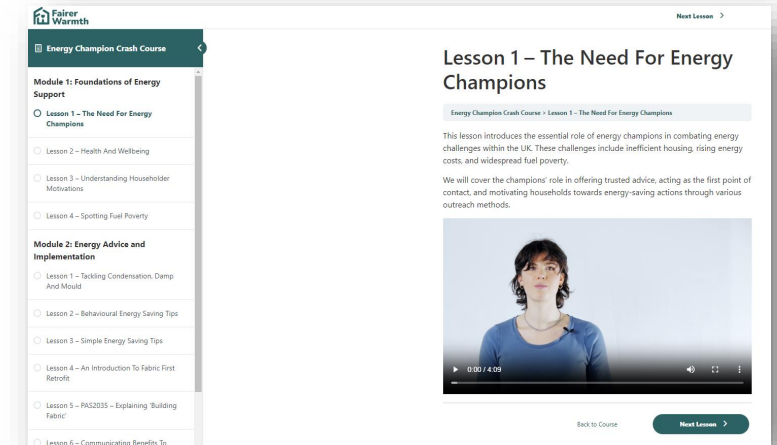 Fairer
Warmth
Next Lesson
Energy Champion Crash Course
Module 1: Foundations of Energy
Support
Lesson 1 – The Need For Energy
Champions
Lesson 2 – Health And Wellbeing
Lesson 3 – Understanding Householder
Motivations
Lesson 4 – Spotting Fuel Poverty
Module 2: Energy Advice and
Implementation
Lesson 1 – Tackling Condensation, Damp
And Mould
Lesson 2 – Behavioural Energy Saving Tips
Lesson 3 – Simple Energy Saving Tips
Lesson 4 – An Introduction To Fabric First
Retrofit
Lesson 5 – PAS2035 – Explaining 'Building
Fabric'
Lesson 6 – Communicating Benefits To
Lesson 1 – The Need For Energy
Champions
Energy Champion Crash Course > Lesson 1 – The Need For Energy Champions
This lesson introduces the essential role of energy champions in combating energy
challenges within the UK. These challenges include inefficient housing, rising energy
costs, and widespread fuel poverty.
We will cover the champions' role in offering trusted advice, acting as the first point of
contact, and motivating households towards energy-saving actions through various
outreach methods.
0:00 / 4:09
Back to Course
Next Lesson